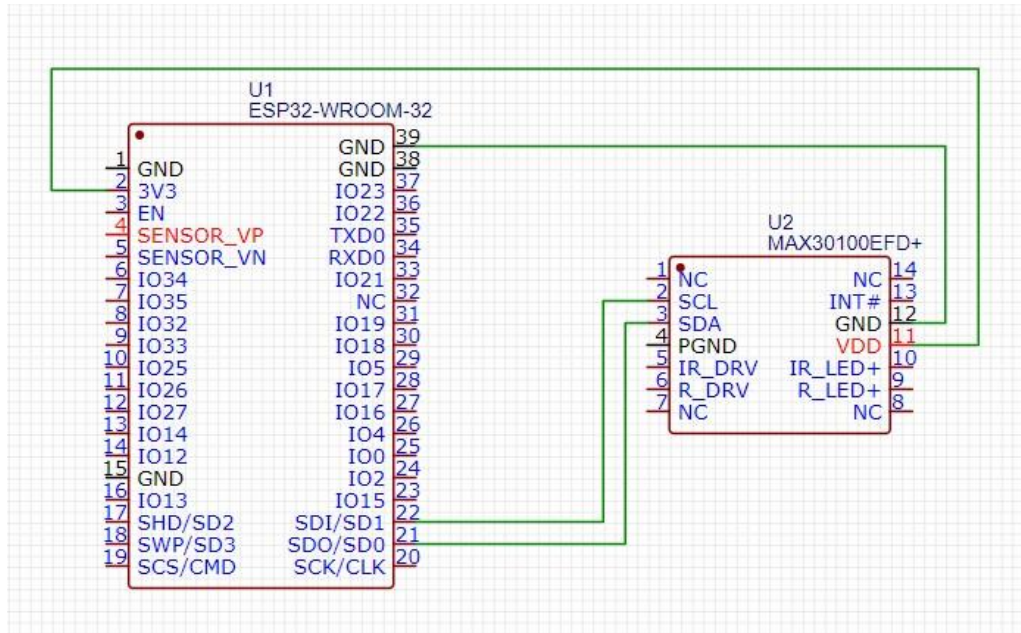 U1
ESP32-WROOM-32
1 GND
2 3V3
3 EN
4 SENSOR_VP
5 SENSOR_VN
6 IO34
7 IO35
8 IO32
9 IO33
10 IO25
11 IO26
12 IO27
13 IO14
14 IO12
15 GND
16 IO13
17 SHD/SD2
18 SWP/SD3
19 SCS/CMD
GND 39
GND 38
IO23 37
IO22 36
TXD0 35
RXD0 34
IO21 33
NC 32
IO19 31
IO18 30
IO5 29
IO17 28
IO16 27
IO4 26
IO0 25
IO2 24
IO15 23
SDI/SD1 22
SDO/SD0 21
SCK/CLK 20
U2
MAX30100EFD+
1 NC
2 SCL
3 SDA
4 PGND
5 IR_DRV
6 R_DRV
7 NC
NC 14
INT# 13
GND 12
VDD 11
IR_LED+ 10
R_LED+ 9
NC 8